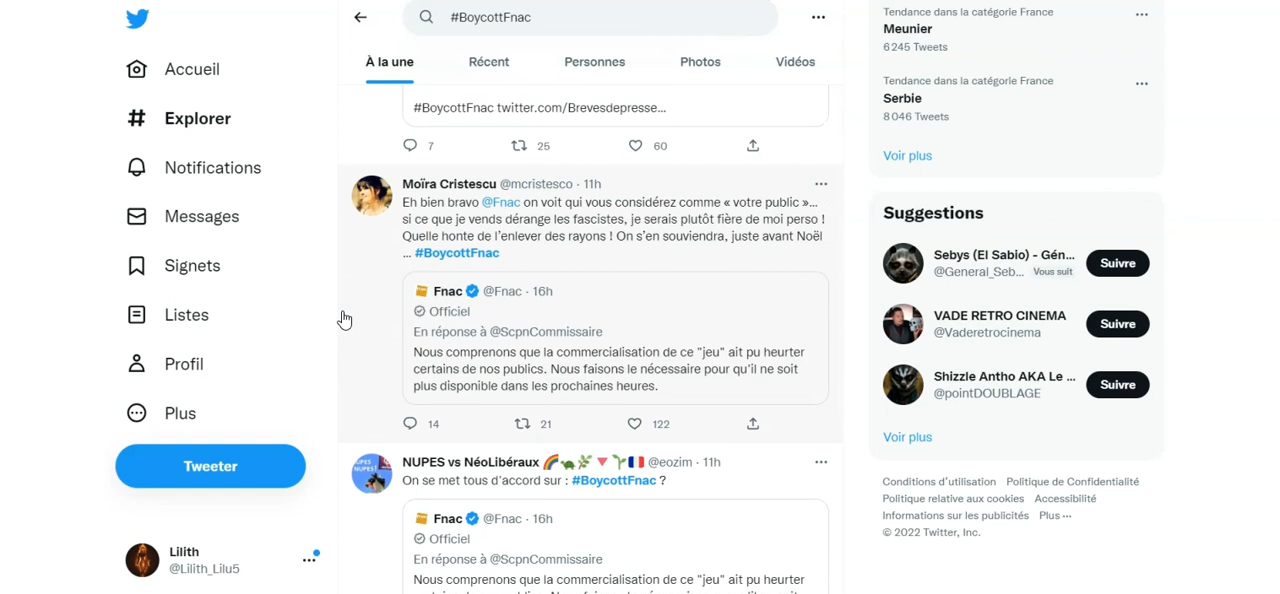 Accueil
Explorer
Notifications
Messages
Signets
Listes
Profil
Plus
Tweeter
Lilith
@Lilith_Lilu5
#BoycottFnac
À la une
Récent
Personnes
Photos
Vidéos
#BoycottFnac twitter.com/Brevesdepresse...
7
25
60
Moïra Cristescu @mcristesco · 11h
Eh bien bravo @Fnac on voit qui vous considérez comme « votre public »...
si ce que je vends dérange les fascistes, je serais plutôt fière de moi perso !
Quelle honte de l'enlever des rayons ! On s'en souviendra, juste avant Noël
... #BoycottFnac
Fnac @Fnac · 16h
Officiel
En réponse à @ScpnCommissaire
Nous comprenons que la commercialisation de ce "jeu" ait pu heurter
certains de nos publics. Nous faisons le nécessaire pour qu'il ne soit
plus disponible dans les prochaines heures.
14
21
122
NUPES vs NéoLibéraux 🌈🐢🌿🔻🌱🇫🇷 @eozim · 11h
On se met tous d'accord sur : #BoycottFnac ?
Fnac @Fnac · 16h
Officiel
En réponse à @ScpnCommissaire
Nous comprenons que la commercialisation de ce "jeu" ait pu heurter
Tendance dans la catégorie France
Meunier
6 245 Tweets
Tendance dans la catégorie France
Serbie
8 046 Tweets
Voir plus
Suggestions
Sebys (El Sabio) - Gén...
@General_Seb... Vous suit
Suivre
VADE RETRO CINEMA
@Vaderetrocinema
Suivre
Shizzle Antho AKA Le ...
@pointDOUBLAGE
Suivre
Voir plus
Conditions d'utilisation Politique de Confidentialité
Politique relative aux cookies Accessibilité
Informations sur les publicités Plus ...
© 2022 Twitter, Inc.